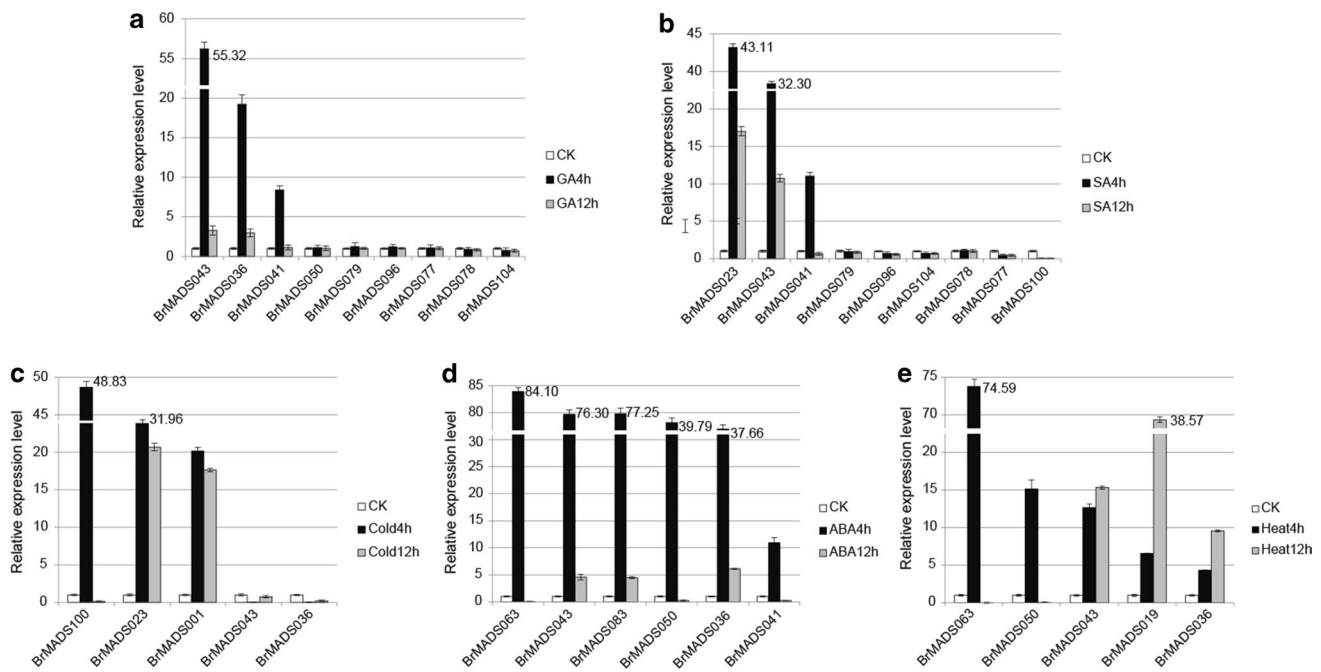 a
Relative expression level
60
55
20
15
10
5
0
55.32
CK
GA4h
GA12h
BrMADS043
BrMADS036
BrMADS041
BrMADS050
BrMADS079
BrMADS096
BrMADS077
BrMADS078
BrMADS104
b
Relative expression level
45
40
20
15
10
5
0
43.11
32.30
CK
SA4h
SA12h
BrMADS023
BrMADS043
BrMADS041
BrMADS079
BrMADS096
BrMADS104
BrMADS078
BrMADS077
BrMADS100
c
Relative expression level
50
45
20
15
10
5
0
48.83
31.96
CK
Cold4h
Cold12h
BrMADS100
BrMADS023
BrMADS001
BrMADS043
BrMADS036
d
Relative expression level
85
80
30
25
20
15
10
5
0
84.10
76.30
77.25
39.79
37.66
CK
ABA4h
ABA12h
BrMADS063
BrMADS043
BrMADS083
BrMADS050
BrMADS036
BrMADS041
e
Relative expression level
75
70
20
15
10
5
0
74.59
38.57
CK
Heat4h
Heat12h
BrMADS063
BrMADS050
BrMADS043
BrMADS019
BrMADS036